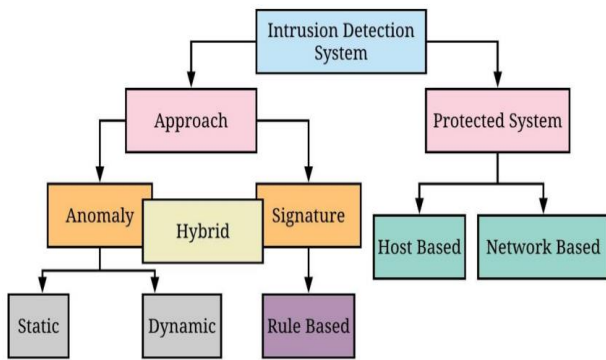 Intrusion Detection
System
Approach
Protected System
Anomaly
Hybrid
Signature
Host Based
Network Based
Static
Dynamic
Rule Based